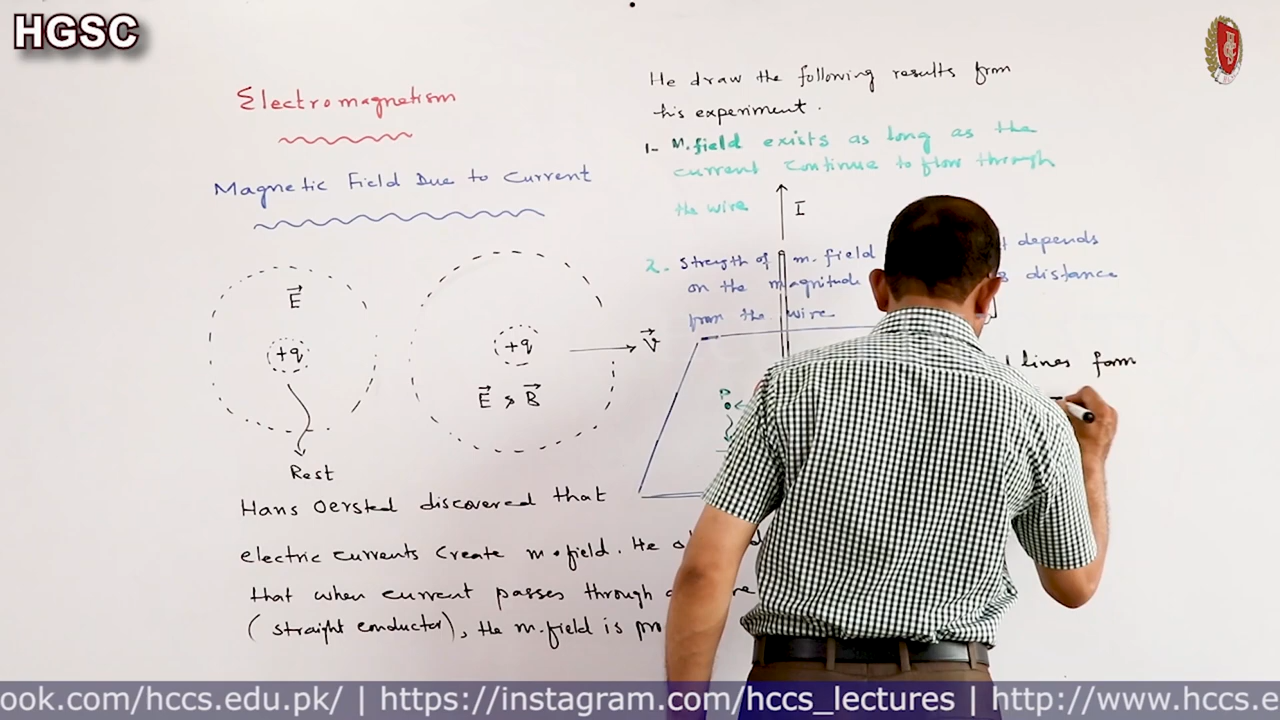 HGSC
Electromagnetism
Magnetic Field Due to Current
E
+q
Rest
+q
V
E & B
Hans Oersted discovered that
electric currents create m.field. He
that when current passes through
(straight conductor), the m.field is
He draw the following results from
his experiment.
1- M.field exists as long as the
current continue to flow through
the wire
I
2. Strength of m.field depends
on the magnitude distance
from the wire
P
lines form
ook.com/hccs.edu.pk/ | https://instagram.com/hccs_lectures | http://www.hccs.e